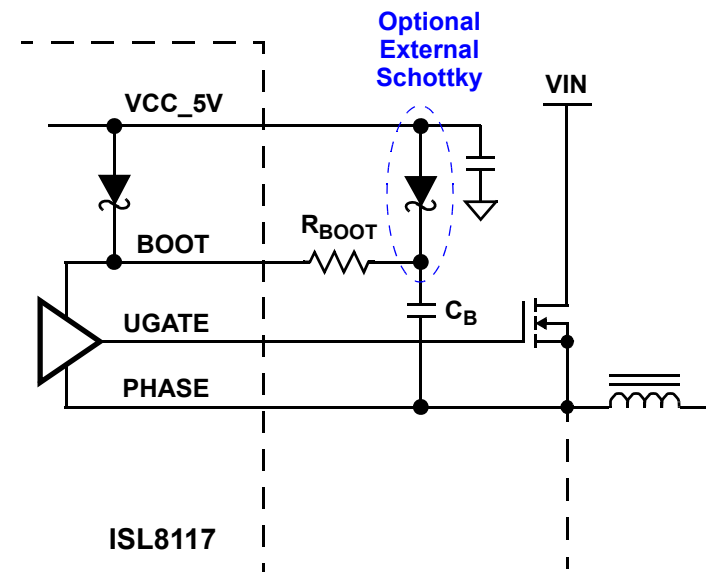 Optional
External
Schottky
VCC_5V
VIN
RBOOT
BOOT
CB
UGATE
PHASE
ISL8117